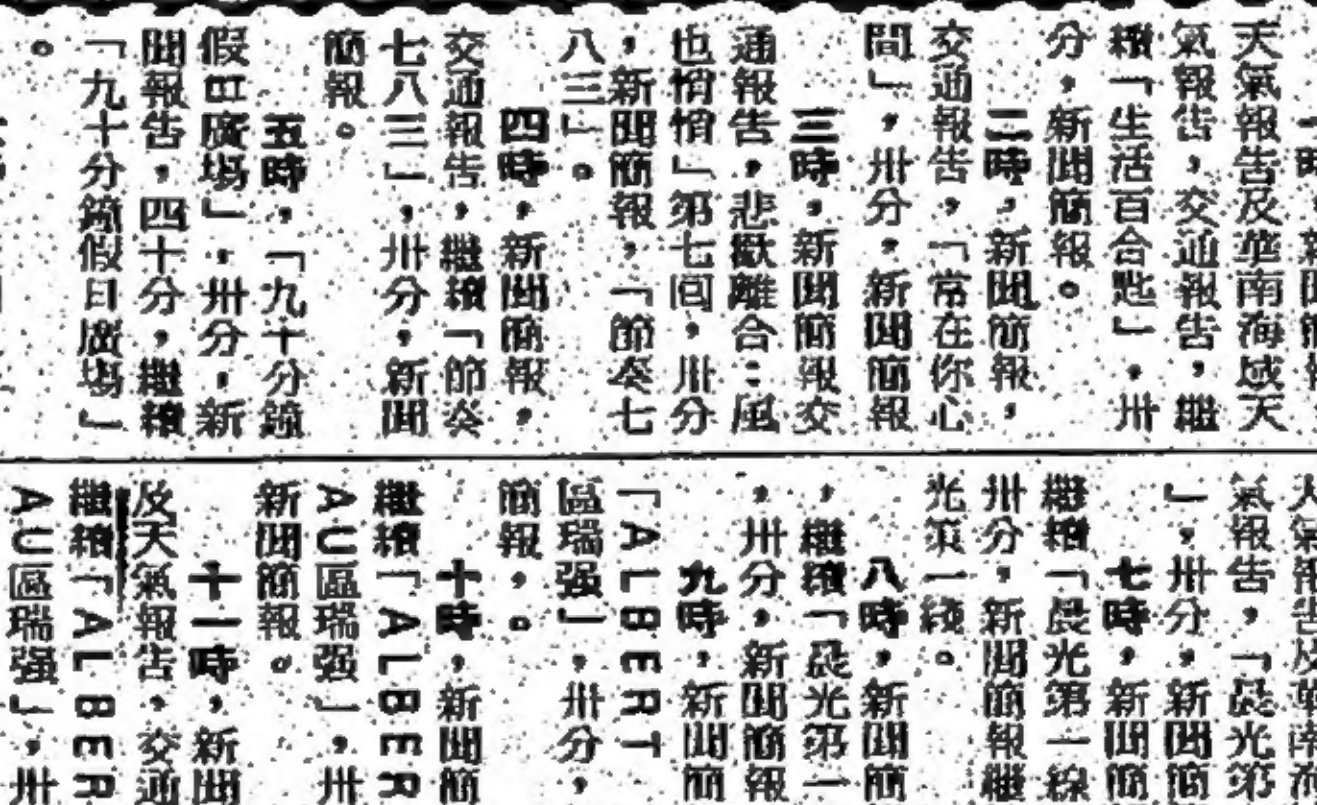 天氣報告及華南海域天
氣報告，交通報告，繼
續「生活百合匙」，卅
分，新聞簡報。
二時，新聞簡報，
交通報告，「常在你心
間」，卅分，新聞簡報
三時，新聞簡報交
通報告，悲歡離合：風
也悄悄」第七回，卅分
，新聞簡報，「節奏七
八三」。
四時，新聞簡報，
交通報告，繼續「節奏
七八三」，卅分，新聞
簡報。
五時，「九十分鐘
假日廣場」，卅分，新
聞報告，四十分，繼續
「九十分鐘假日廣場」
。
氣報告，「晨光第
」，卅分，新聞簡
七時，新聞簡
繼續「晨光第一線
卅分，新聞簡報繼
光第一線。
八時，新聞簡
，繼續「晨光第一
，卅分，新聞簡報
九時，新聞簡
「ALBERT
區瑞强」，卅分，
簡報，。
十時，新聞簡
繼續「ALBER
AU區瑞强」，卅
新聞簡報。
十一時，新聞
及天氣報告，交通
繼續「ALBER
AU區瑞强」，卅